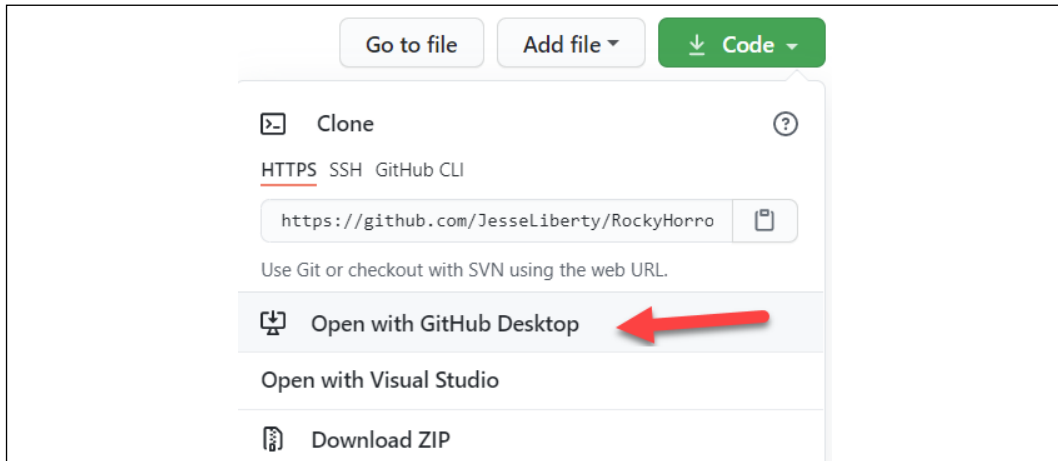 Go to file Add file Code
Clone
HTTPS SSH GitHub CLI
https://github.com/JesseLiberty/RockyHorro
Use Git or checkout with SVN using the web URL.
Open with GitHub Desktop
Open with Visual Studio
Download ZIP